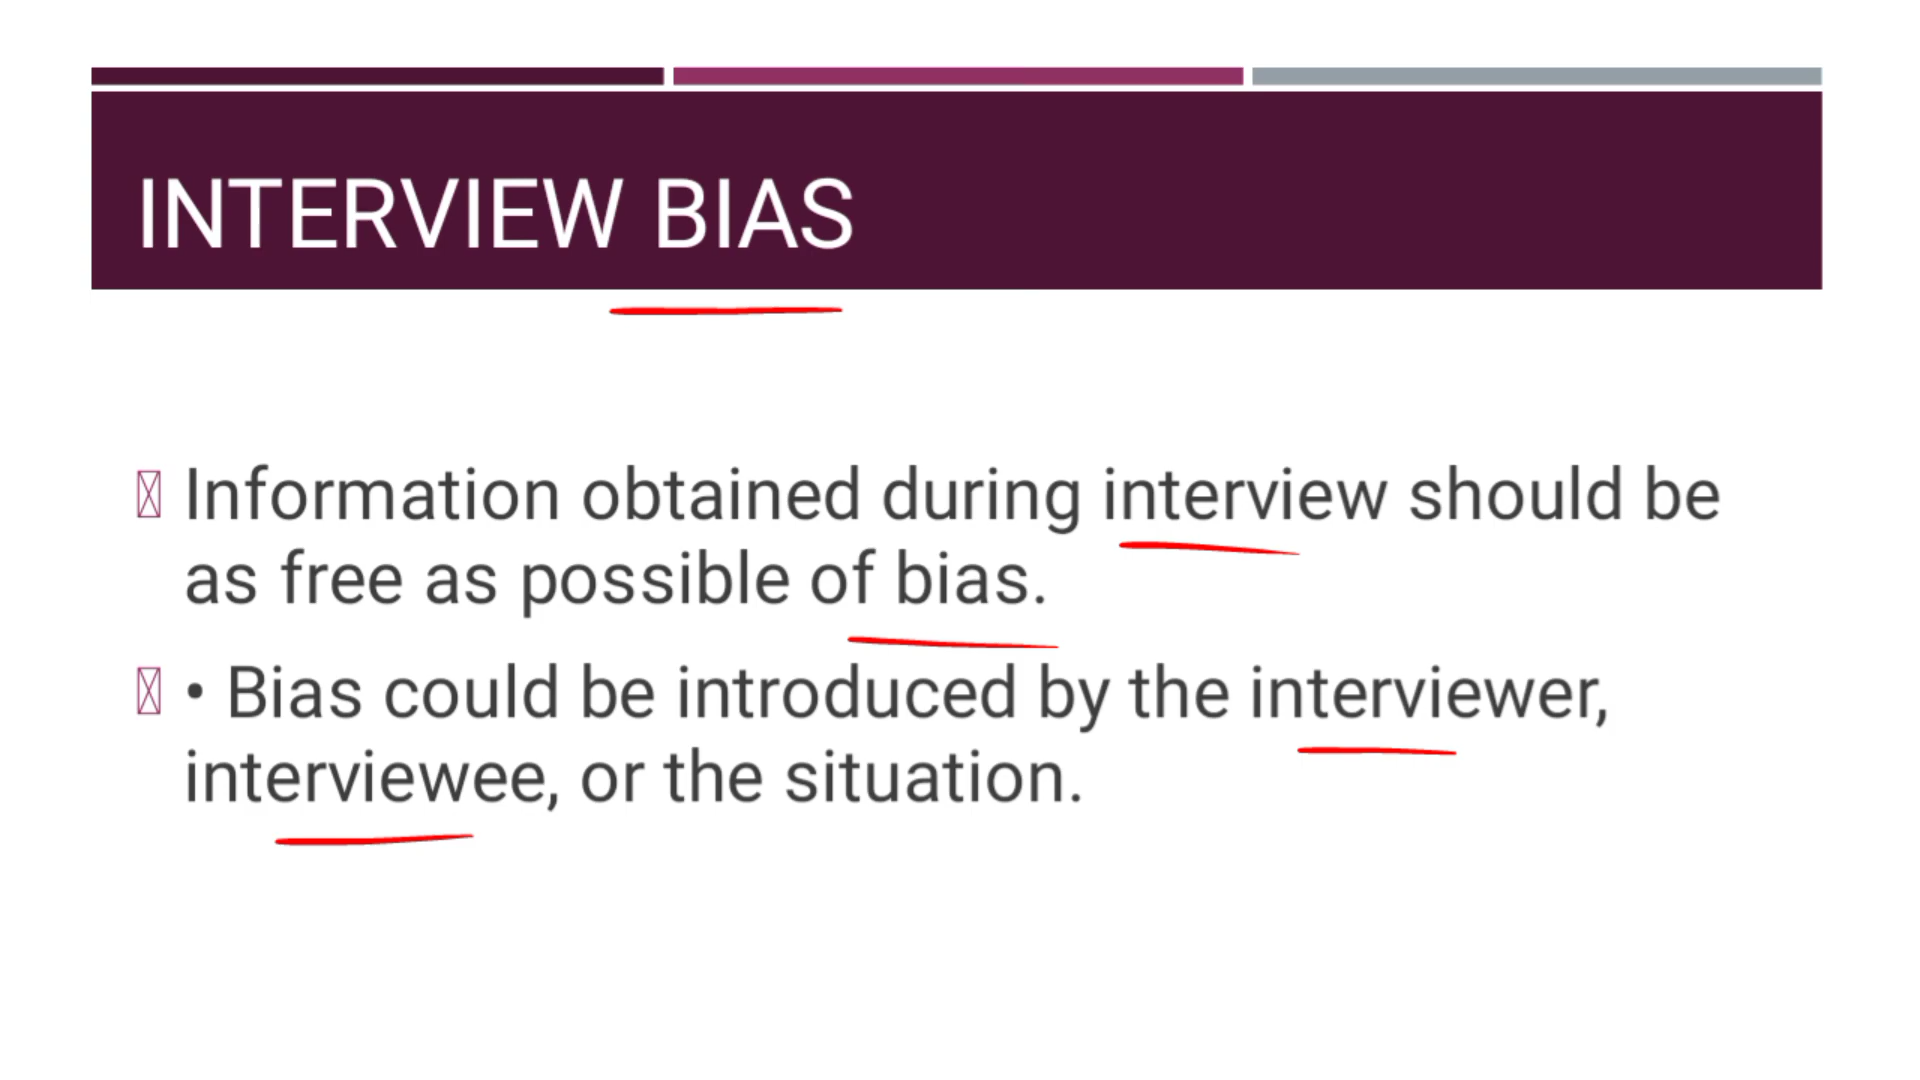 INTERVIEW BIAS
Information obtained during interview should be
as free as possible of bias.
• Bias could be introduced by the interviewer,
interviewee, or the situation.